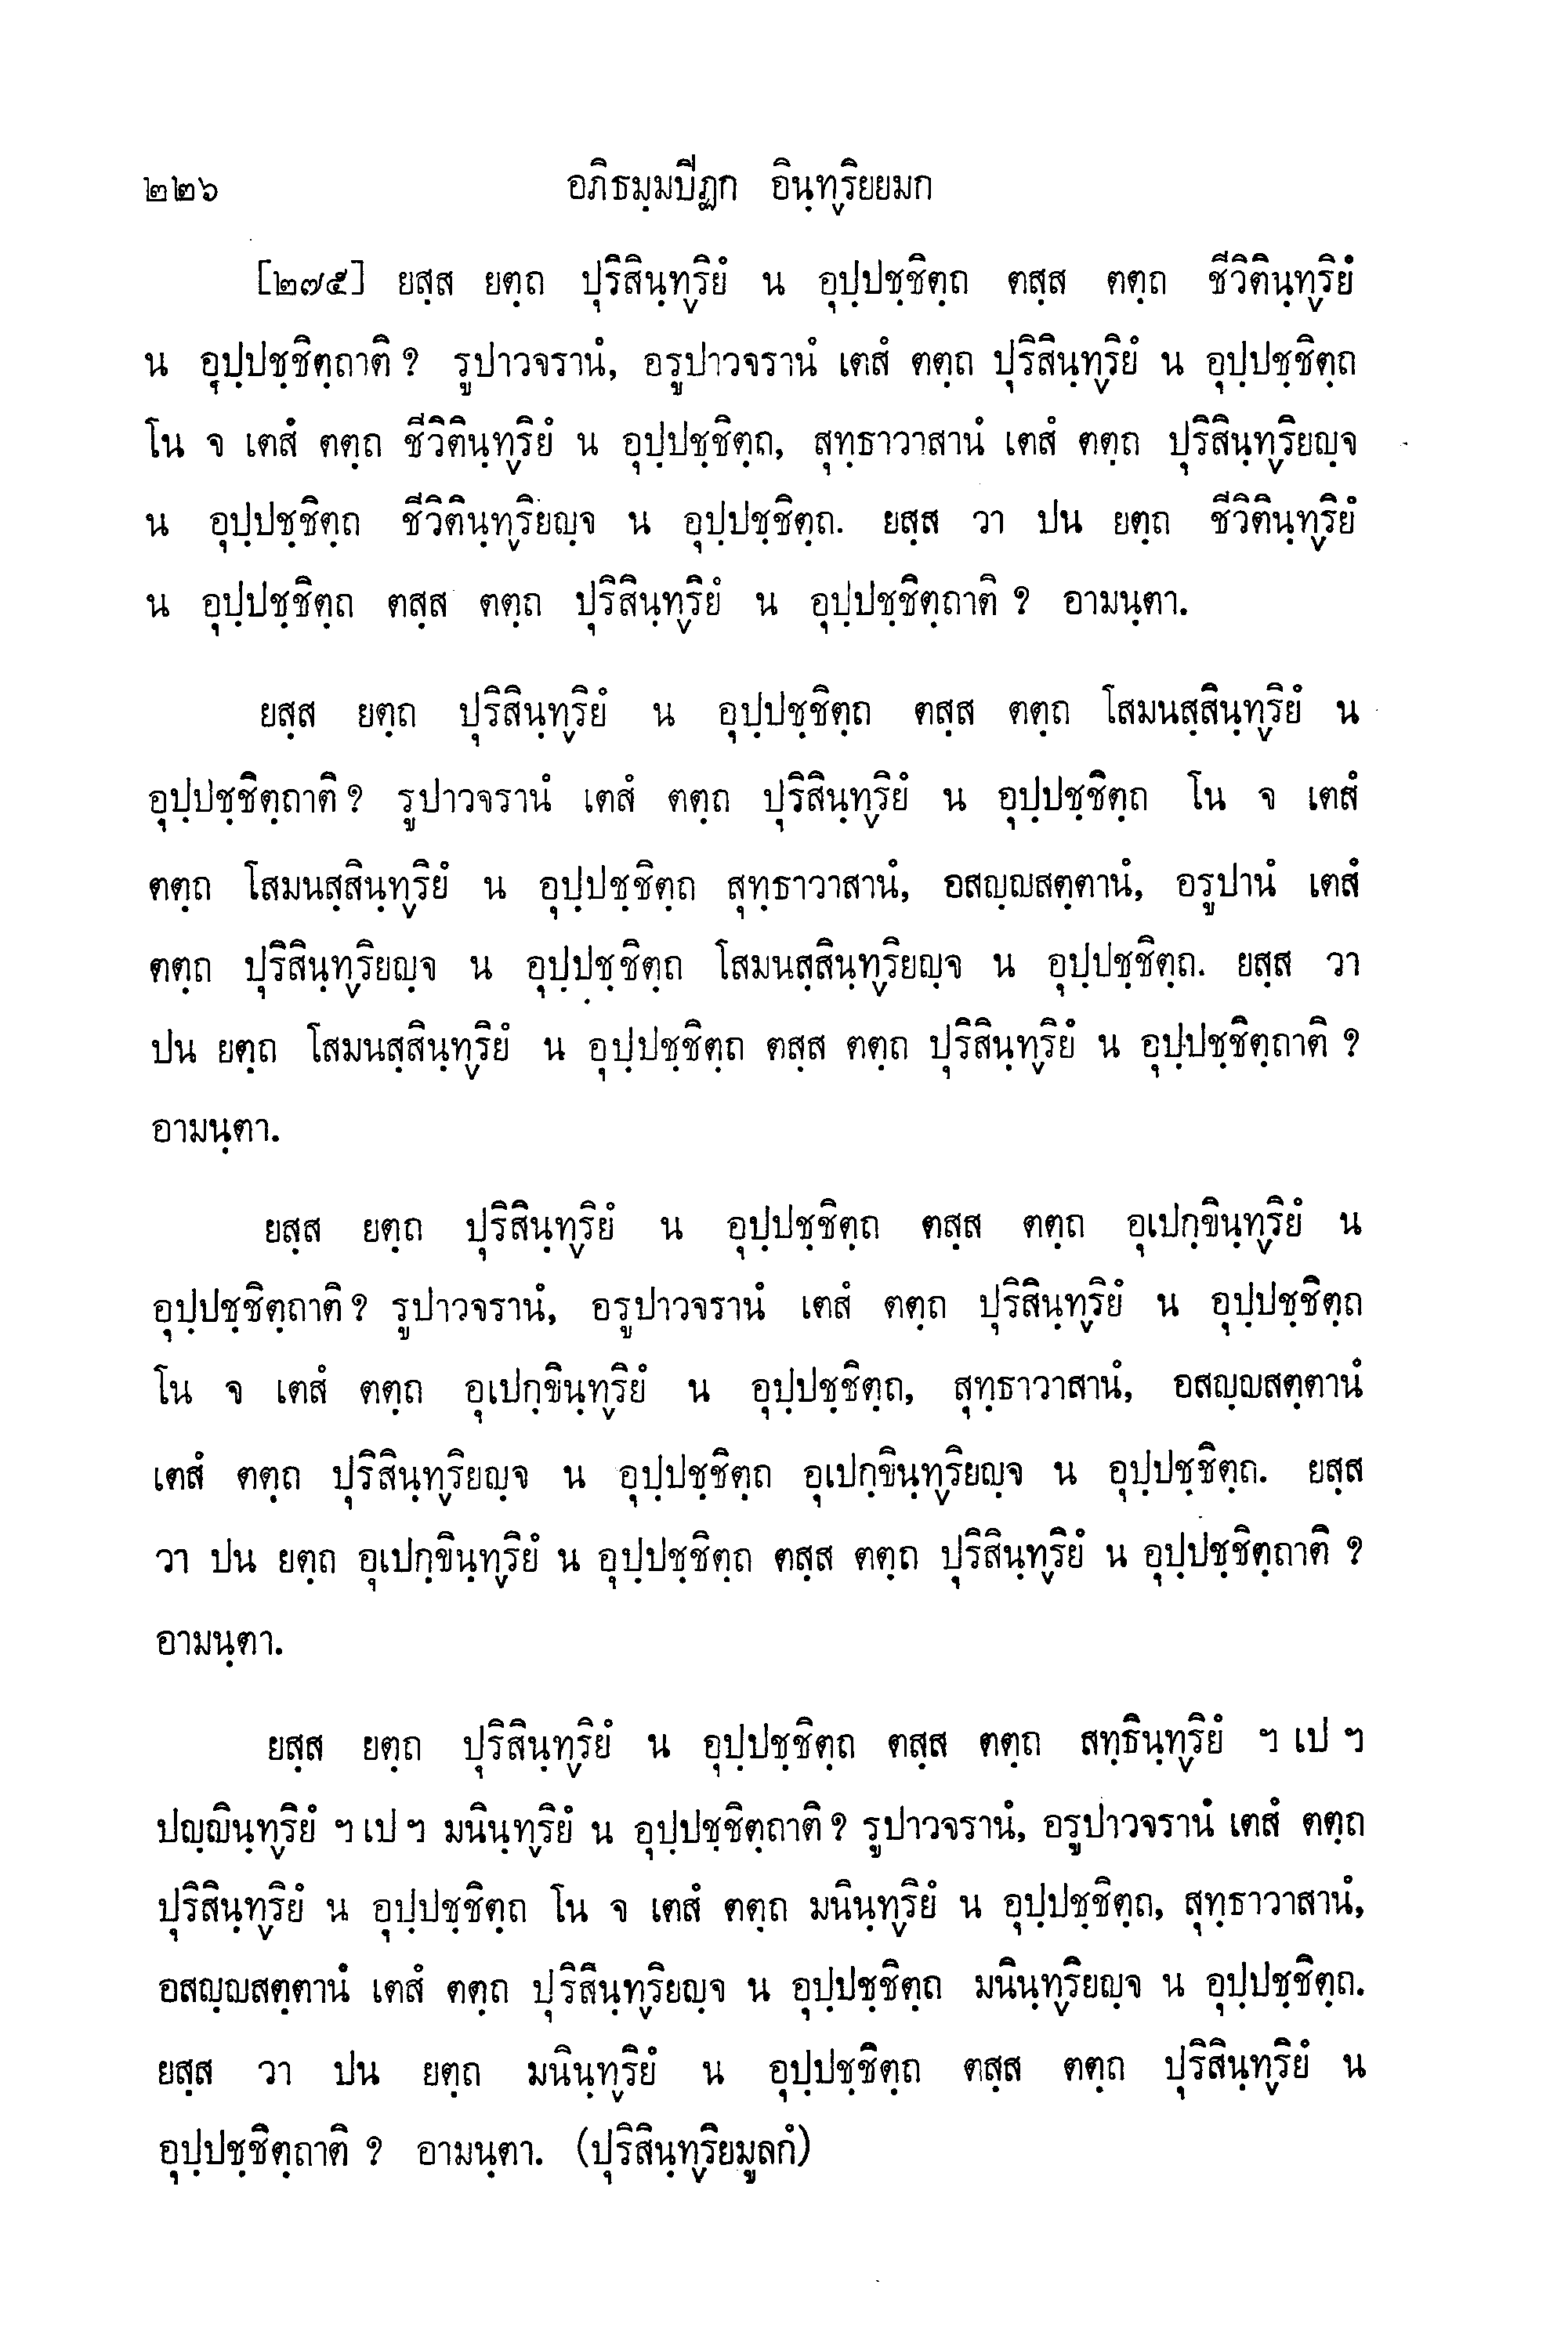 ๒๒๖ อภิธมฺมปีฏก อินฺทฺริยยมก
[๒๗๕] ยสฺส ยตฺถ ปุริสินฺทฺริยํ น อุปฺปชฺชิตฺถ ตสฺส ตตฺถ ชีวิตินฺทฺริยํ
น อุปฺปชฺชิตฺถาติ ? รูปาวจรานํ, อรูปาวจรานํ เตสํ ตตฺถ ปุริสินฺทฺริยํ น อุปฺปชฺชิตฺถ
โน จ เตสํ ตตฺถ ชีวิตินฺทฺริยํ น อุปฺปชฺชิตฺถ, สุทฺธาวาสานํ เตสํ ตตฺถ ปุริสินฺทฺริยญฺจ
น อุปฺปชฺชิตฺถ ชีวิตินฺทฺริยญฺจ น อุปฺปชฺชิตฺถ. ยสฺส วา ปน ยตฺถ ชีวิตินฺทฺริยํ
น อุปฺปชฺชิตฺถ ตสฺส ตตฺถ ปุริสินฺทฺริยํ น อุปฺปชฺชิตฺถาติ ? อามนฺตา.
ยสฺส ยตฺถ ปุริสินฺทฺริยํ น อุปฺปชฺชิตฺถ ตสฺส ตตฺถ โสมนสฺสินฺทฺริยํ น
อุปฺปชฺชิตฺถาติ ? รูปาวจรานํ เตสํ ตตฺถ ปุริสินฺทฺริยํ น อุปฺปชฺชิตฺถ โน จ เตสํ
ตตฺถ โสมนสฺสินฺทฺริยํ น อุปฺปชฺชิตฺถ สุทฺธาวาสานํ, อสญฺญสตฺตานํ, อรูปานํ เตสํ
ตตฺถ ปุริสินฺทฺริยญฺจ น อุปฺปชฺชิตฺถ โสมนสฺสินฺทฺริยญฺจ น อุปฺปชฺชิตฺถ. ยสฺส วา
ปน ยตฺถ โสมนสฺสินฺทฺริยํ น อุปฺปชฺชิตฺถ ตสฺส ตตฺถ ปุริสินฺทฺริยํ น อุปฺปชฺชิตฺถาติ ?
อามนฺตา.
ยสฺส ยตฺถ ปุริสินฺทฺริยํ น อุปฺปชฺชิตฺถ ตสฺส ตตฺถ อุเปกฺขินฺทฺริยํ น
อุปฺปชฺชิตฺถาติ ? รูปาวจรานํ, อรูปาวจรานํ เตสํ ตตฺถ ปุริสินฺทฺริยํ น อุปฺปชฺชิตฺถ
โน จ เตสํ ตตฺถ อุเปกฺขินฺทฺริยํ น อุปฺปชฺชิตฺถ, สุทฺธาวาสานํ, อสญฺญสตฺตานํ
เตสํ ตตฺถ ปุริสินฺทฺริยญฺจ น อุปฺปชฺชิตฺถ อุเปกฺขินฺทฺริยญฺจ น อุปฺปชฺชิตฺถ. ยสฺส
วา ปน ยตฺถ อุเปกฺขินฺทฺริยํ น อุปฺปชฺชิตฺถ ตสฺส ตตฺถ ปุริสินฺทฺริยํ น อุปฺปชฺชิตฺถาติ ?
อามนฺตา.
ยสฺส ยตฺถ ปุริสินฺทฺริยํ น อุปฺปชฺชิตฺถ ตสฺส ตตฺถ สทฺธินฺทฺริยํ ฯ เป ฯ
ปญฺญินฺทฺริยํ ฯ เป ฯ มนินฺทฺริยํ น อุปฺปชฺชิตฺถาติ ? รูปาวจรานํ, อรูปาวจรานํ เตสํ ตตฺถ
ปุริสินฺทฺริยํ น อุปฺปชฺชิตฺถ โน จ เตสํ ตตฺถ มนินฺทฺริยํ น อุปฺปชฺชิตฺถ, สุทฺธาวาสานํ,
อสญฺญสตฺตานํ เตสํ ตตฺถ ปุริสินฺทฺริยญฺจ น อุปฺปชฺชิตฺถ มนินฺทฺริยญฺจ น อุปฺปชฺชิตฺถ.
ยสฺส วา ปน ยตฺถ มนินฺทฺริยํ น อุปฺปชฺชิตฺถ ตสฺส ตตฺถ ปุริสินฺทฺริยํ น
อุปฺปชฺชิตฺถาติ ? อามนฺตา. (ปุริสินฺทฺริยมูลกํ)